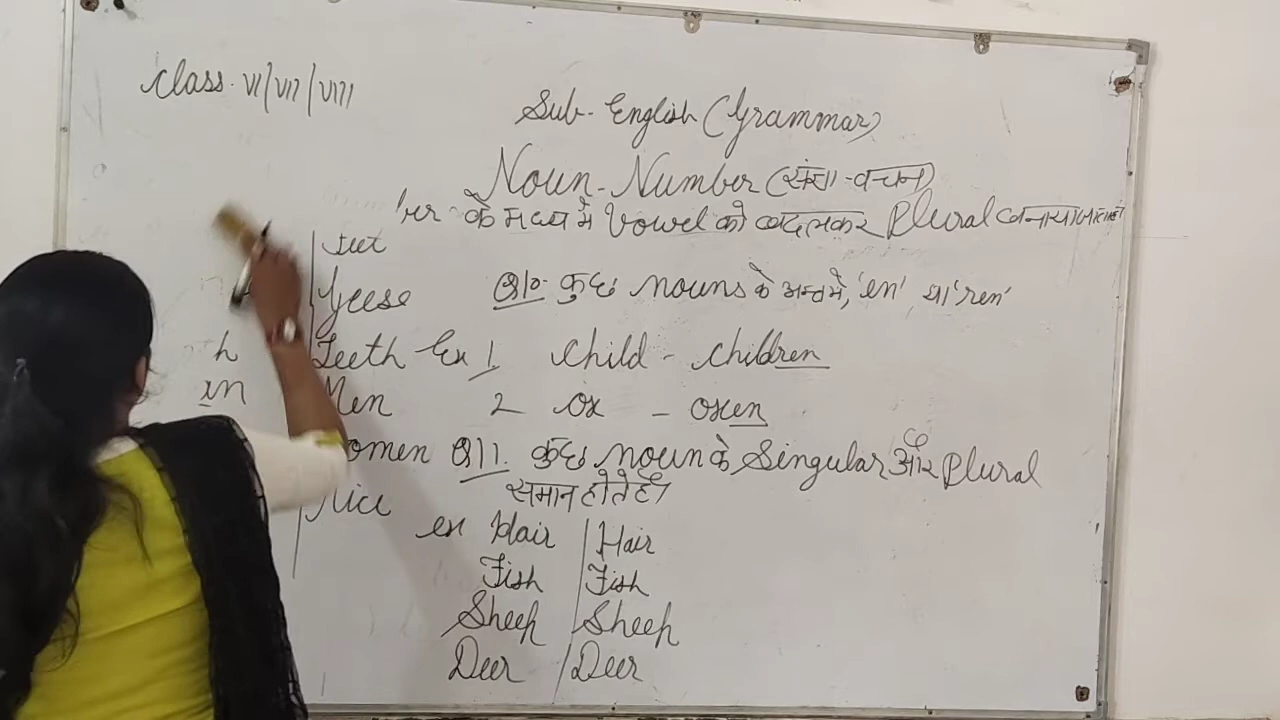 Class. VI/VII/VIII
Sub- English (Grammar)
Noun-Number (संज्ञा-वचन)
के मध्य में Vowel को बदलकर Plural बनाया जाता
Feet
Geese 10. कुछ nouns के अन्त में, 'en' या 'ren'
h Teeth Ex 1. Child - Children
Men 2 Ox - Oxen
women 11. कुछ noun के Singular और Plural
Mice समान होते हैं।
ex Hair Hair
Fish Fish
Sheep Sheep
Deer Deer